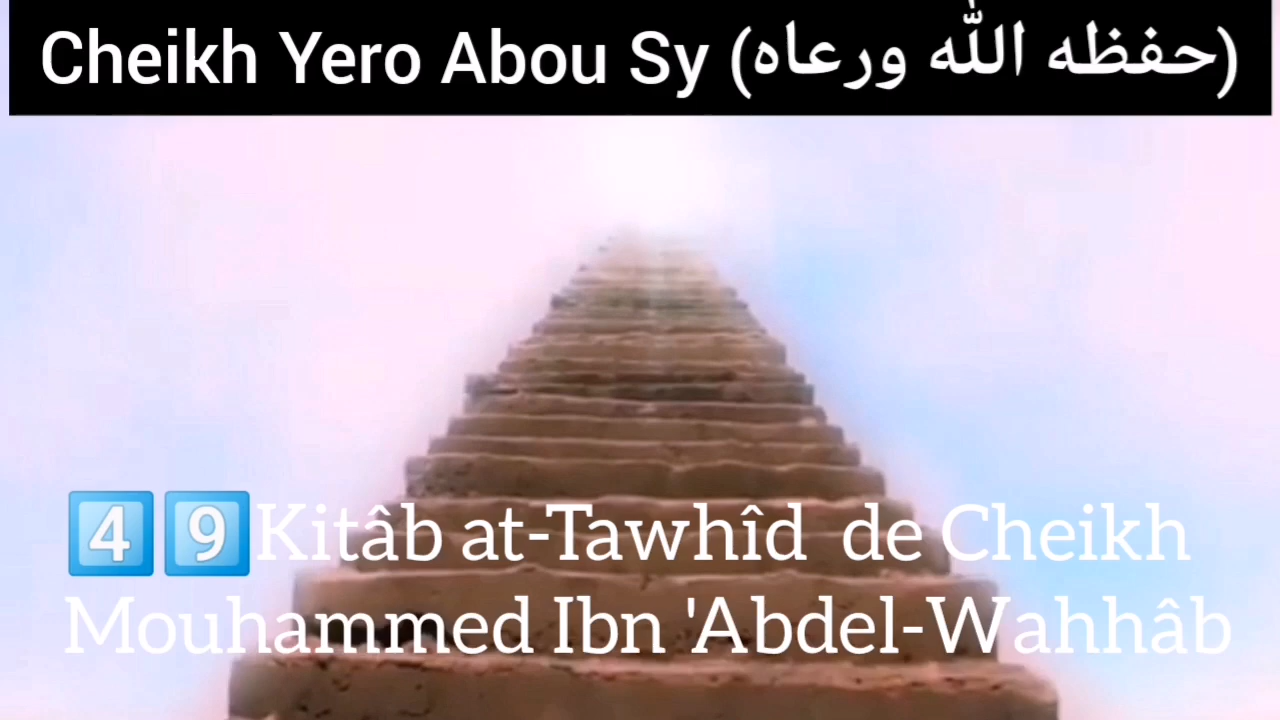 Cheikh Yero Abou Sy (حفظه الله ورعاه)
4️⃣9️⃣Kitâb at-Tawhîd de Cheikh
Mouhammed Ibn 'Abdel-Wahhâb